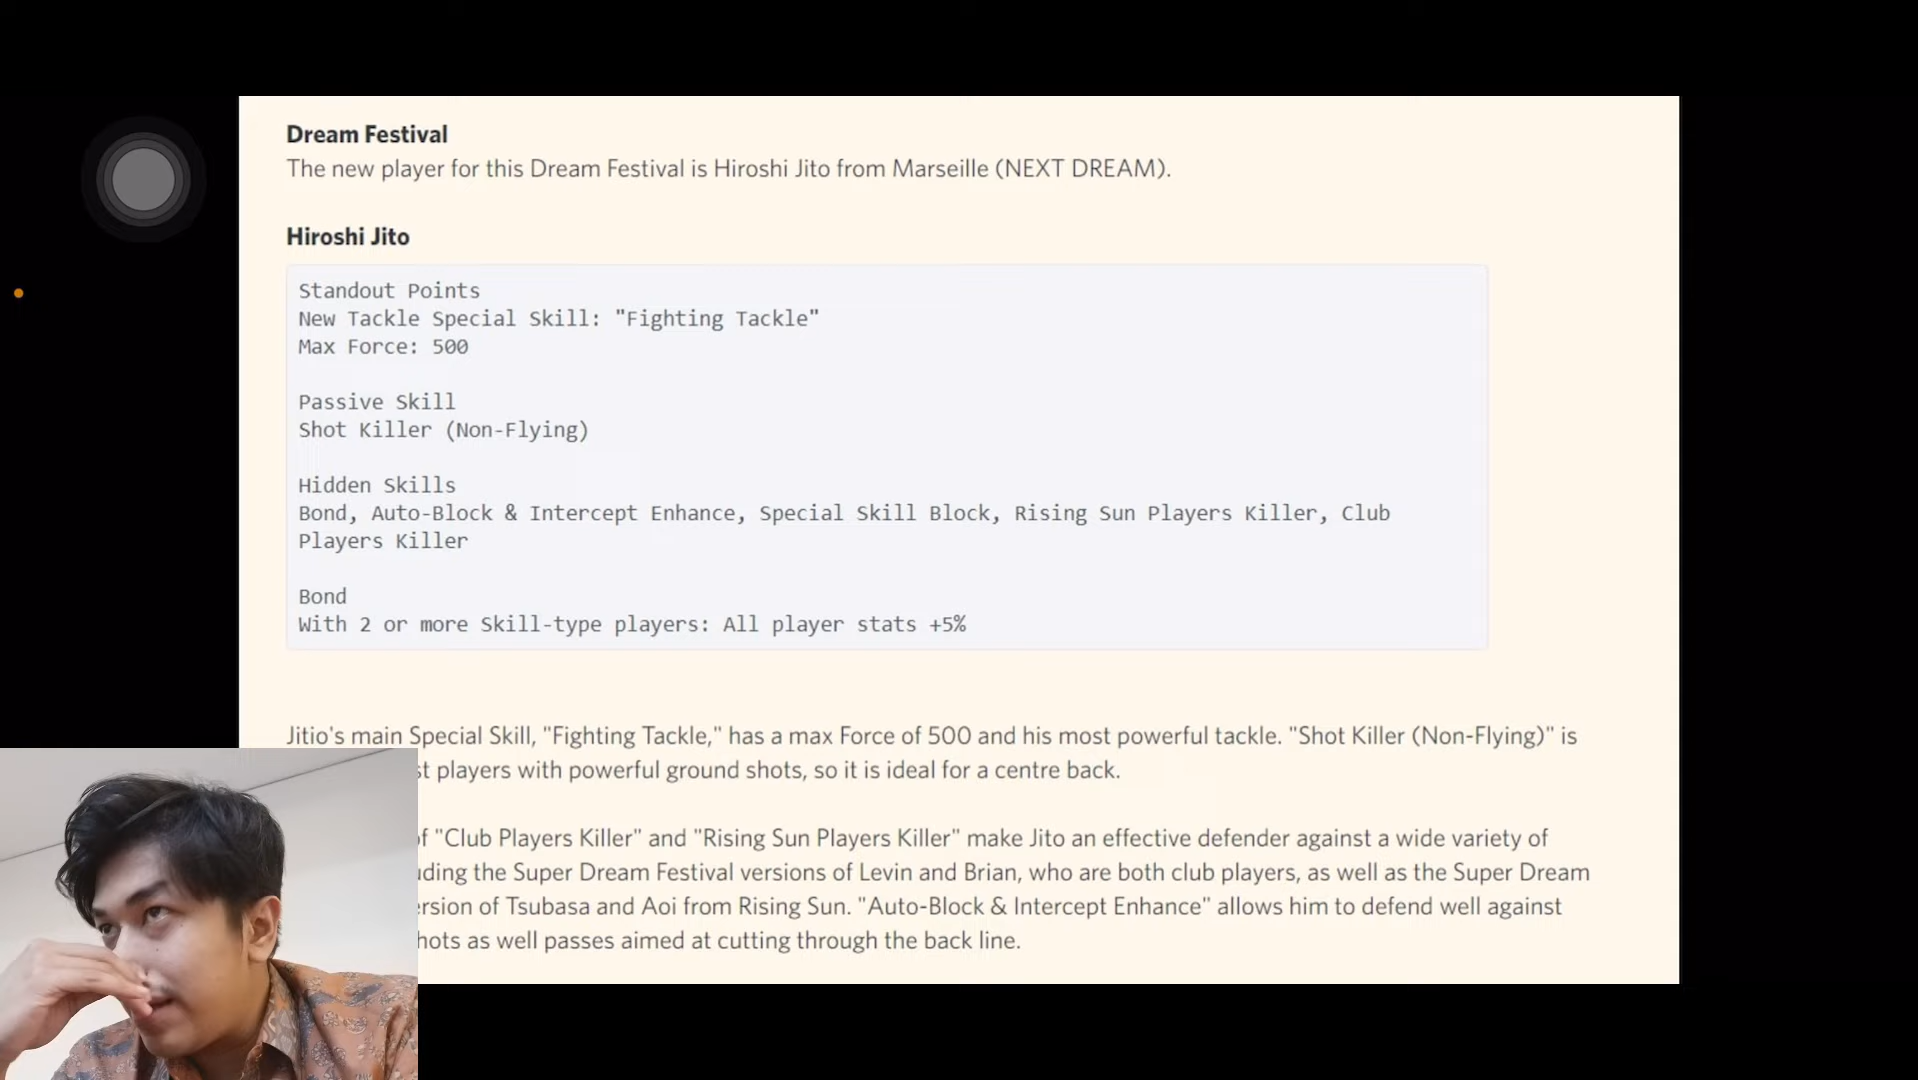 Dream Festival
The new player for this Dream Festival is Hiroshi Jito from Marseille (NEXT DREAM).
Hiroshi Jito
Standout Points
New Tackle Special Skill: "Fighting Tackle"
Max Force: 500
Passive Skill
Shot Killer (Non-Flying)
Hidden Skills
Bond, Auto-Block & Intercept Enhance, Special Skill Block, Rising Sun Players Killer, Club
Players Killer
Bond
With 2 or more Skill-type players: All player stats +5%
Jitio's main Special Skill, "Fighting Tackle," has a max Force of 500 and his most powerful tackle. "Shot Killer (Non-Flying)" is
players with powerful ground shots, so it is ideal for a centre back.
"Club Players Killer" and "Rising Sun Players Killer" make Jito an effective defender against a wide variety of
the Super Dream Festival versions of Levin and Brian, who are both club players, as well as the Super Dream
of Tsubasa and Aoi from Rising Sun. "Auto-Block & Intercept Enhance" allows him to defend well against
as well passes aimed at cutting through the back line.